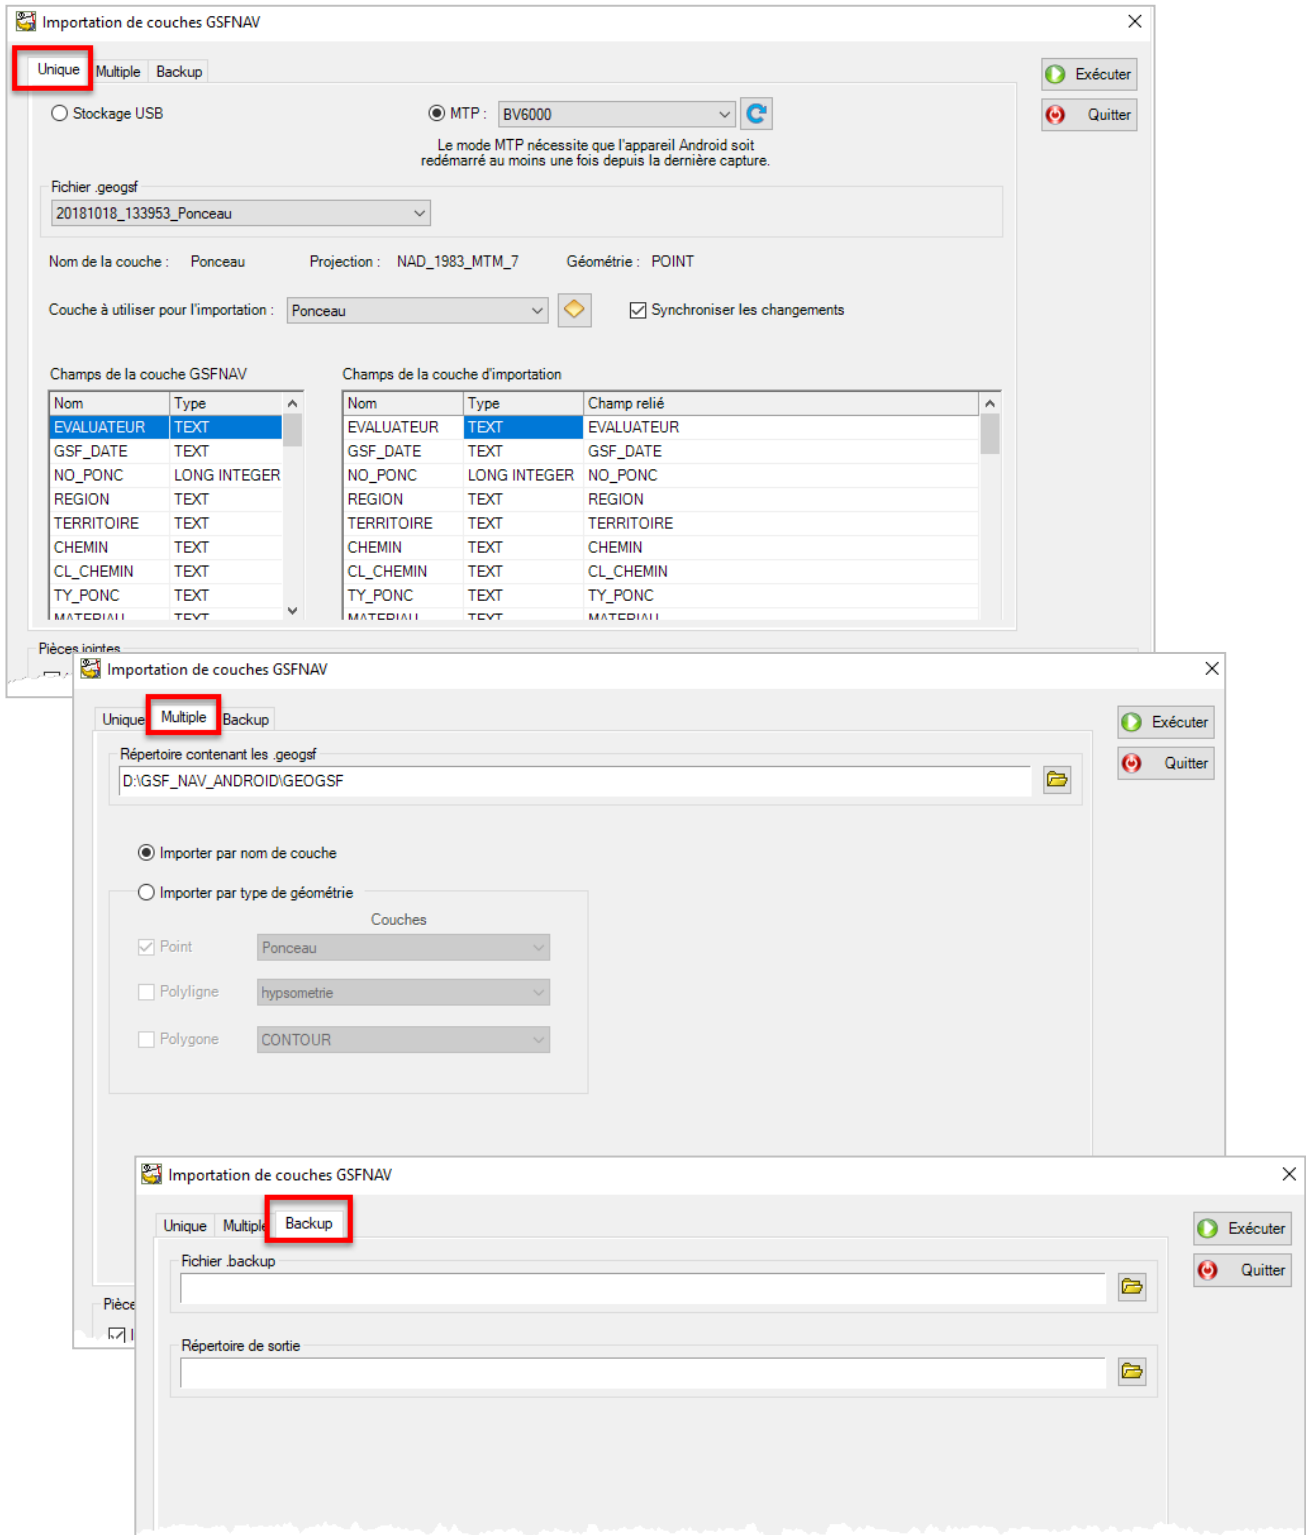 Importation de couches GSFNAV
Unique Multiple Backup
Exécuter
Stockage USB MTP : BV6000
Quitter
Le mode MTP nécessite que l'appareil Android soit
redémarré au moins une fois depuis la dernière capture.
Fichier .geogsf
20181018_133953_Ponceau
Nom de la couche : Ponceau Projection : NAD_1983_MTM_7 Géométrie : POINT
Couche à utiliser pour l'importation : Ponceau Synchroniser les changements
Champs de la couche GSFNAV Champs de la couche d'importation
Nom Type Nom Type Champ relié
EVALUATEUR TEXT EVALUATEUR TEXT EVALUATEUR
GSF_DATE TEXT GSF_DATE TEXT GSF_DATE
NO_PONC LONG INTEGER NO_PONC LONG INTEGER NO_PONC
REGION TEXT REGION TEXT REGION
TERRITOIRE TEXT TERRITOIRE TEXT TERRITOIRE
CHEMIN TEXT CHEMIN TEXT CHEMIN
CL_CHEMIN TEXT CL_CHEMIN TEXT CL_CHEMIN
TY_PONC TEXT TY_PONC TEXT TY_PONC
MATERIAU TEXT MATERIAU TEXT MATERIAU
Pièces jointes
Importation de couches GSFNAV
Unique Multiple Backup
Exécuter
Répertoire contenant les .geogsf
Quitter
D:\GSF_NAV_ANDROID\GEOGSF
Importer par nom de couche
Importer par type de géométrie
Couches
Point Ponceau
Polyligne hypsometrie
Polygone CONTOUR
Pièce
Importation de couches GSFNAV
Unique Multiple Backup
Exécuter
Fichier .backup
Quitter
Répertoire de sortie